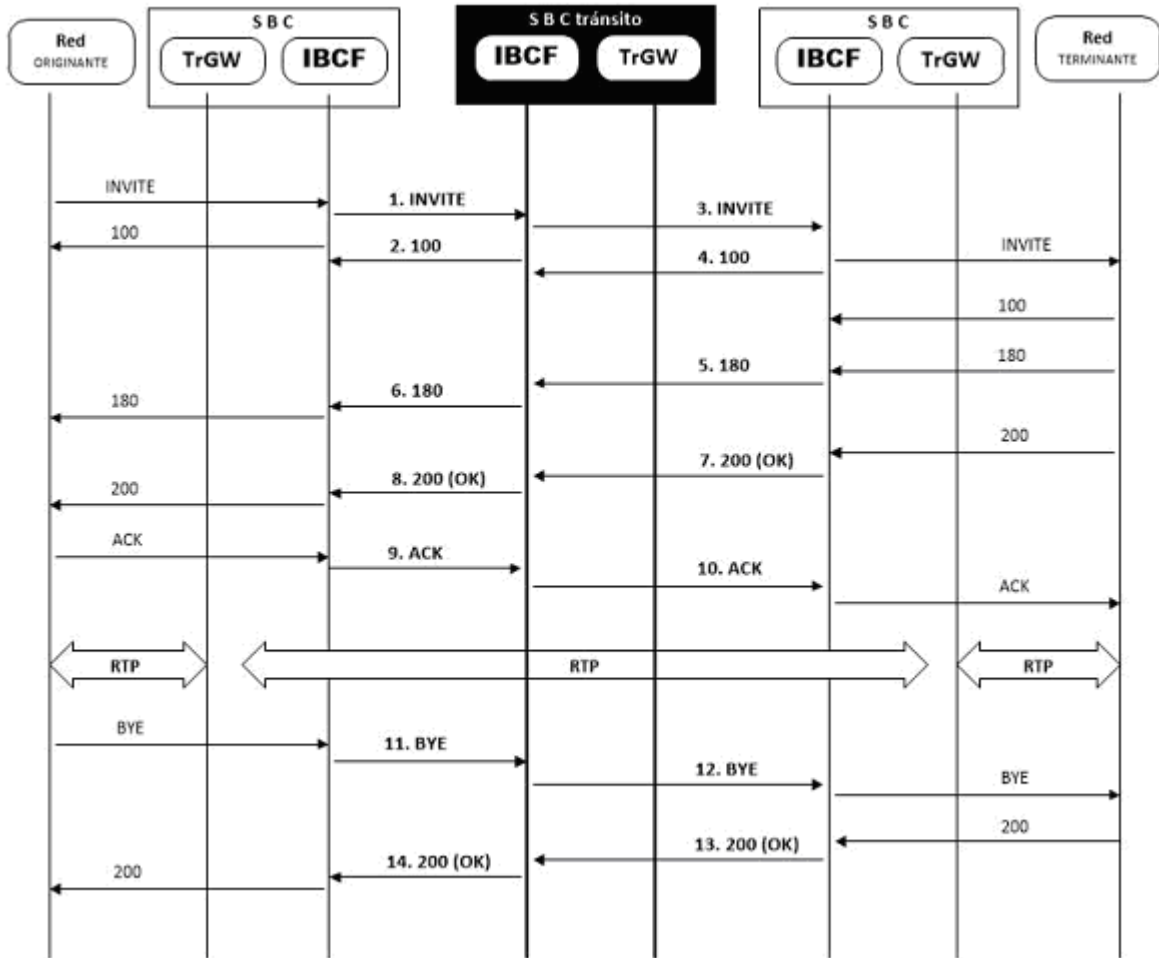 Red
ORIGINANTE
S B C
TrGW
IBCF
S B C tránsito
IBCF
TrGW
S B C
IBCF
TrGW
Red
TERMINANTE
INVITE
1. INVITE
3. INVITE
100
2. 100
4. 100
INVITE
100
180
5. 180
6. 180
180
200
7. 200 (OK)
8. 200 (OK)
200
ACK
9. ACK
10. ACK
ACK
RTP
RTP
RTP
BYE
11. BYE
12. BYE
BYE
200
13. 200 (OK)
14. 200 (OK)
200